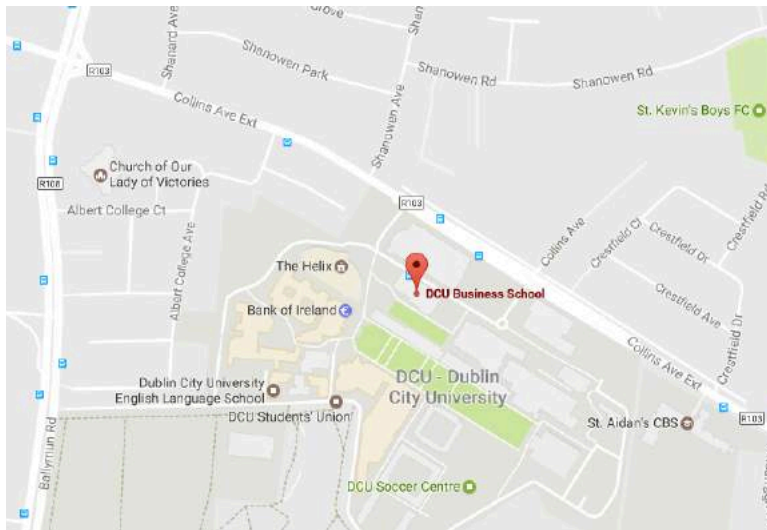 Grove
Shanard Ave
Shanowen Park
Shanowen Rd
Shanowen Rd
R103
Collins Ave Ext
Shanowen Ave
St. Kevin's Boys FC
Church of Our
Lady of Victories
R108
Albert College Ct
R103
Albert College Ave
Collins Ave
Crestfield Cl
Crestfield Dr
Crestfield Rd
The Helix
DCU Business School
Bank of Ireland
Crestfield Ave
Crestfield Dr
Collins Ave Ext
DCU - Dublin
City University
Dublin City University
English Language School
DCU Students' Union
St. Aidan's CBS
R103
Ballymun Rd
DCU Soccer Centre